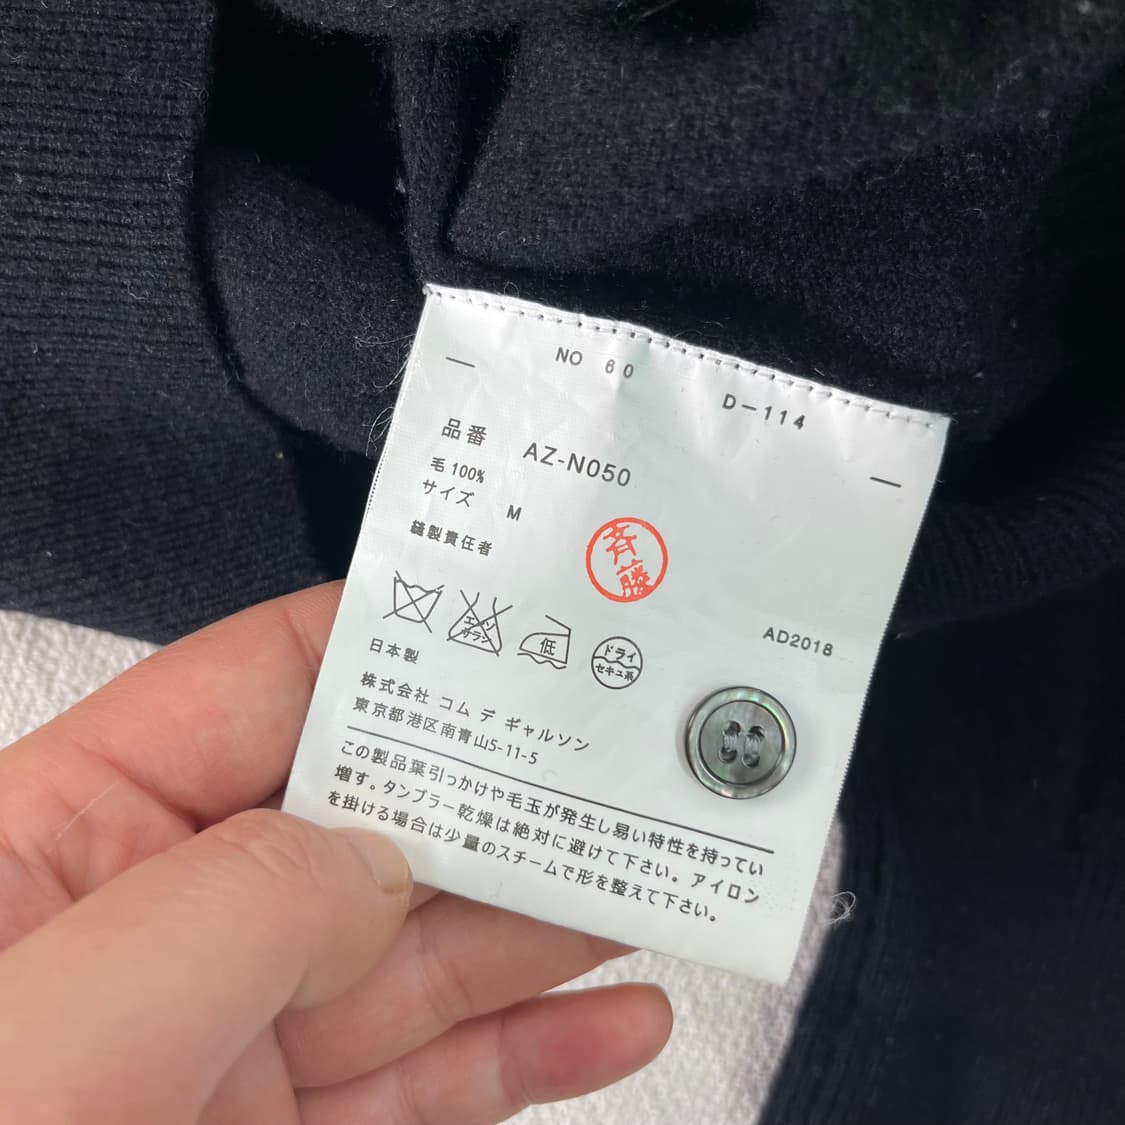 NO 60
D-114
品番 AZ-N050
毛 100%
サイズ M
縫製責任者
斉藤
エンソ
サラシ
低
ドライ
セキュ系
AD2018
日本製
株式会社 コム デ ギャルソン
東京都港区南青山5-11-5
この製品葉引っかけや毛玉が発生し易い特性を持ってい
増す。タンブラー乾燥は絶対に避けて下さい。アイロン
を掛ける場合は少量のスチームで形を整えて下さい。